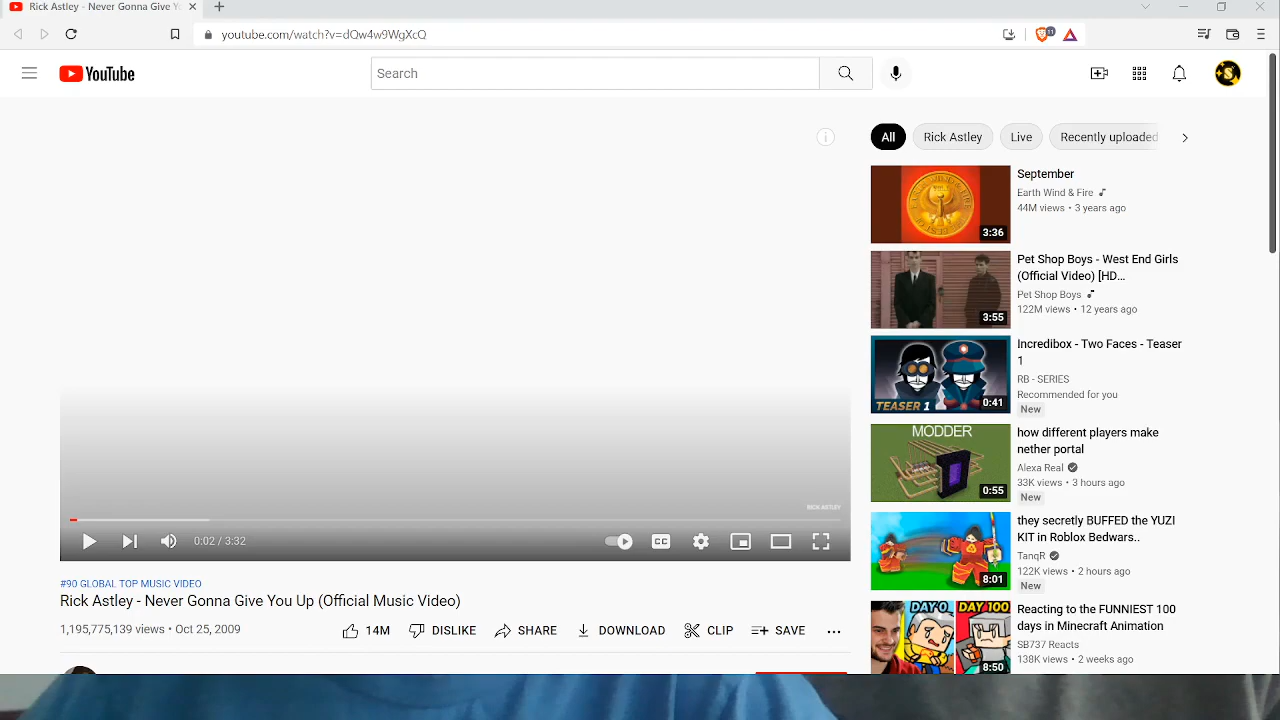 Rick Astley - Never Gonna Give Yo
youtube.com/watch?v=dQw4w9WgXcQ
11
YouTube
Search
All
Rick Astley
Live
Recently uploaded
September
Earth Wind & Fire
44M views • 3 years ago
3:36
Pet Shop Boys - West End Girls
(Official Video) [HD...
Pet Shop Boys
122M views • 12 years ago
3:55
Incredibox - Two Faces - Teaser
1
RB - SERIES
Recommended for you
New
TEASER 1
0:41
MODDER
how different players make
nether portal
Alexa Real
33K views • 3 hours ago
New
0:55
they secretly BUFFED the YUZI
KIT in Roblox Bedwars..
TanqR
122K views • 2 hours ago
New
8:01
DAY 0
DAY 100
Reacting to the FUNNIEST 100
days in Minecraft Animation
SB737 Reacts
138K views • 2 weeks ago
8:50
RICK ASTLEY
0:02 / 3:32
CC
#90 GLOBAL TOP MUSIC VIDEO
Rick Astley - Never Gonna Give You Up (Official Music Video)
1,195,775,139 views • Oct 25, 2009
14M
DISLIKE
SHARE
DOWNLOAD
CLIP
SAVE